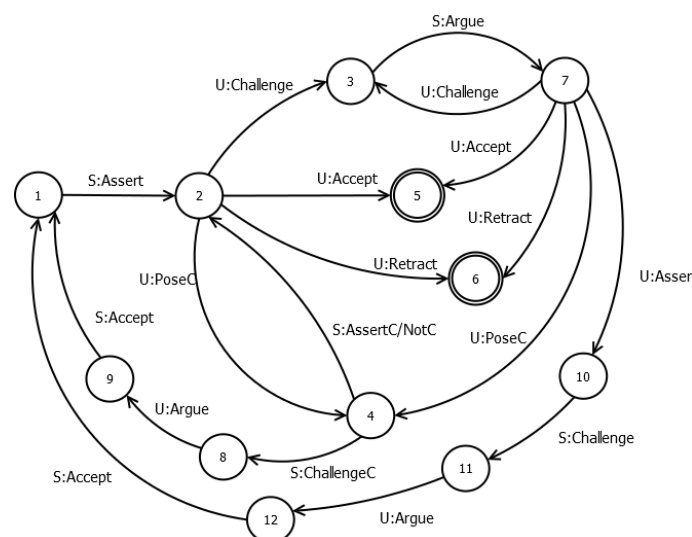 S:Argue
3
7
U:Challenge
U:Challenge
U:Accept
S:Assert
U:Accept
1
2
5
U:Retract
U:Retract
6
U:PoseC
U:Asser
S:Accept
S:AssertC/NotC
U:PoseC
9
10
U:Argue
4
S:Challenge
8
S:ChallengeC
11
S:Accept
12
U:Argue